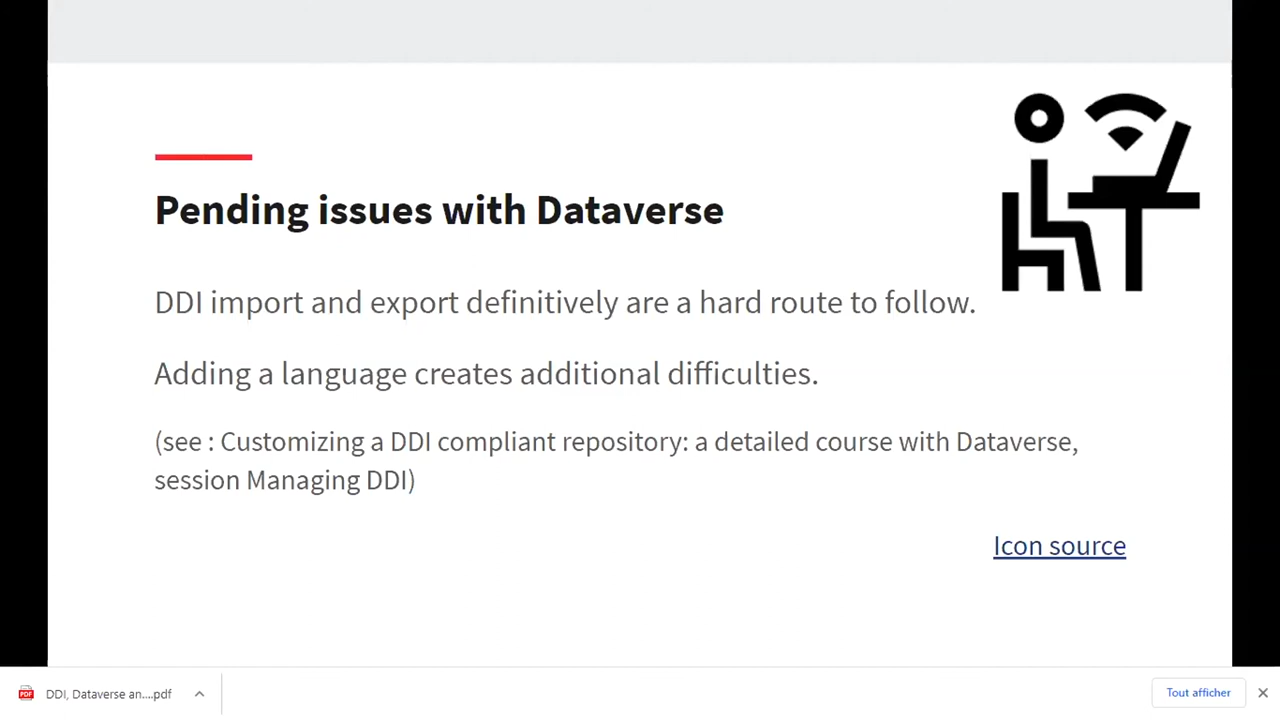 Pending issues with Dataverse
DDI import and export definitively are a hard route to follow.
Adding a language creates additional difficulties.
(see : Customizing a DDI compliant repository: a detailed course with Dataverse,
session Managing DDI)
Icon source
PDF
DDI, Dataverse an....pdf
Tout afficher